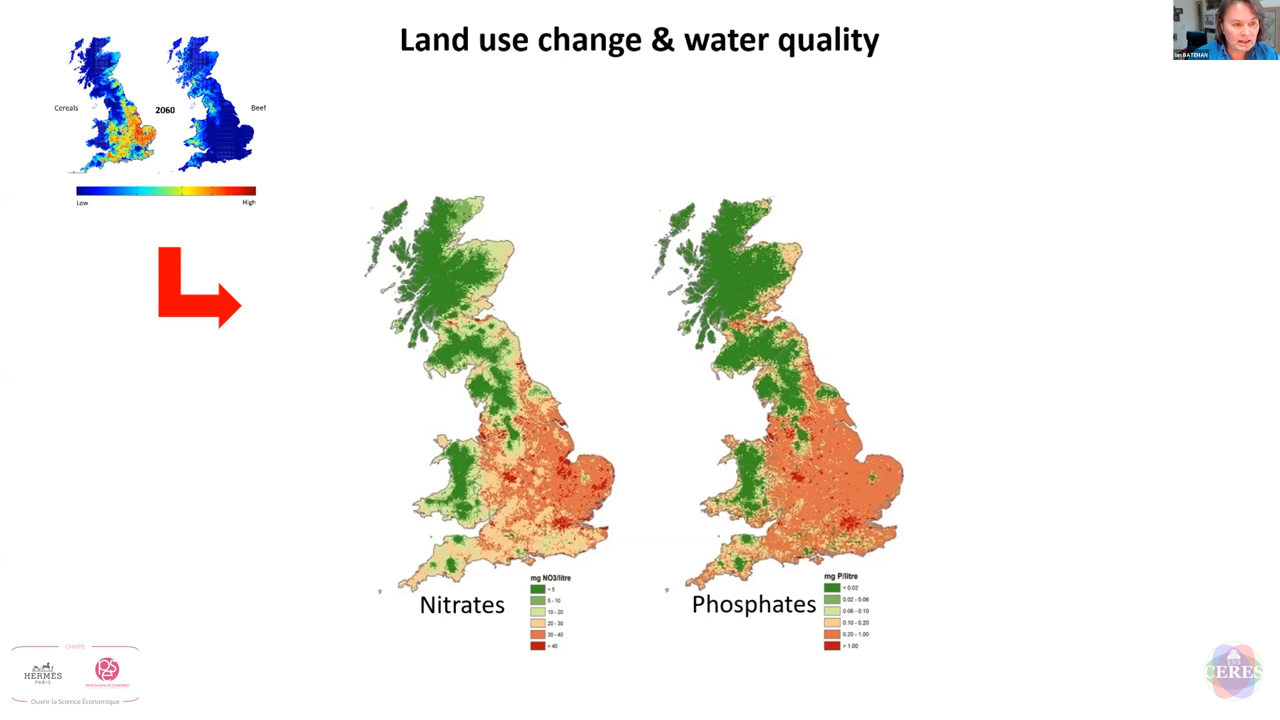 Land use change & water quality
Ian BATEMAN
Cereals
2060
Beef
Low
High
Nitrates
mg NO3/litre
< 5
5 - 10
10 - 20
20 - 30
30 - 40
> 40
Phosphates
mg P/litre
< 0.02
0.02 - 0.06
0.06 - 0.10
0.10 - 0.20
0.20 - 1.00
> 1.00
CHAIRE
HERMÈS
PARIS
PSE
Ouvrir la Science Économique
ENS
CERES